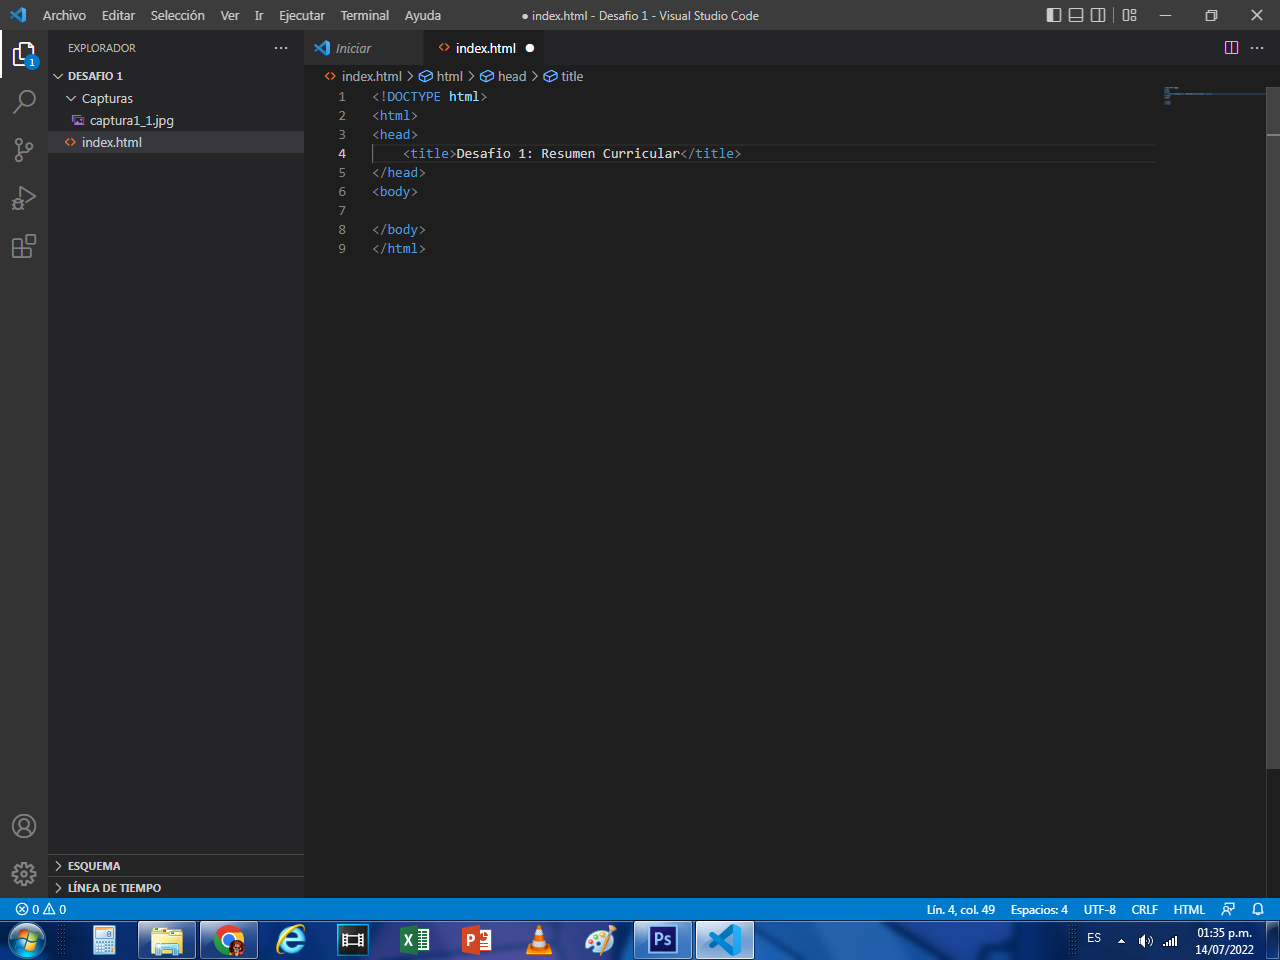 Archivo Editar Selección Ver Ir Ejecutar Terminal Ayuda ● index.html - Desafio 1 - Visual Studio Code
EXPLORADOR ···
DESAFIO 1
Capturas
captura1_1.jpg
index.html
1
Iniciar
index.html ●
index.html > html > head > title
1 <!DOCTYPE html>
2 <html>
3 <head>
4 <title>Desafio 1: Resumen Curricular</title>
5 </head>
6 <body>
7
8 </body>
9 </html>
ESQUEMA
LÍNEA DE TIEMPO
0 0 Lín. 4, col. 49 Espacios: 4 UTF-8 CRLF HTML
Ps
ES
01:35 p.m.
14/07/2022